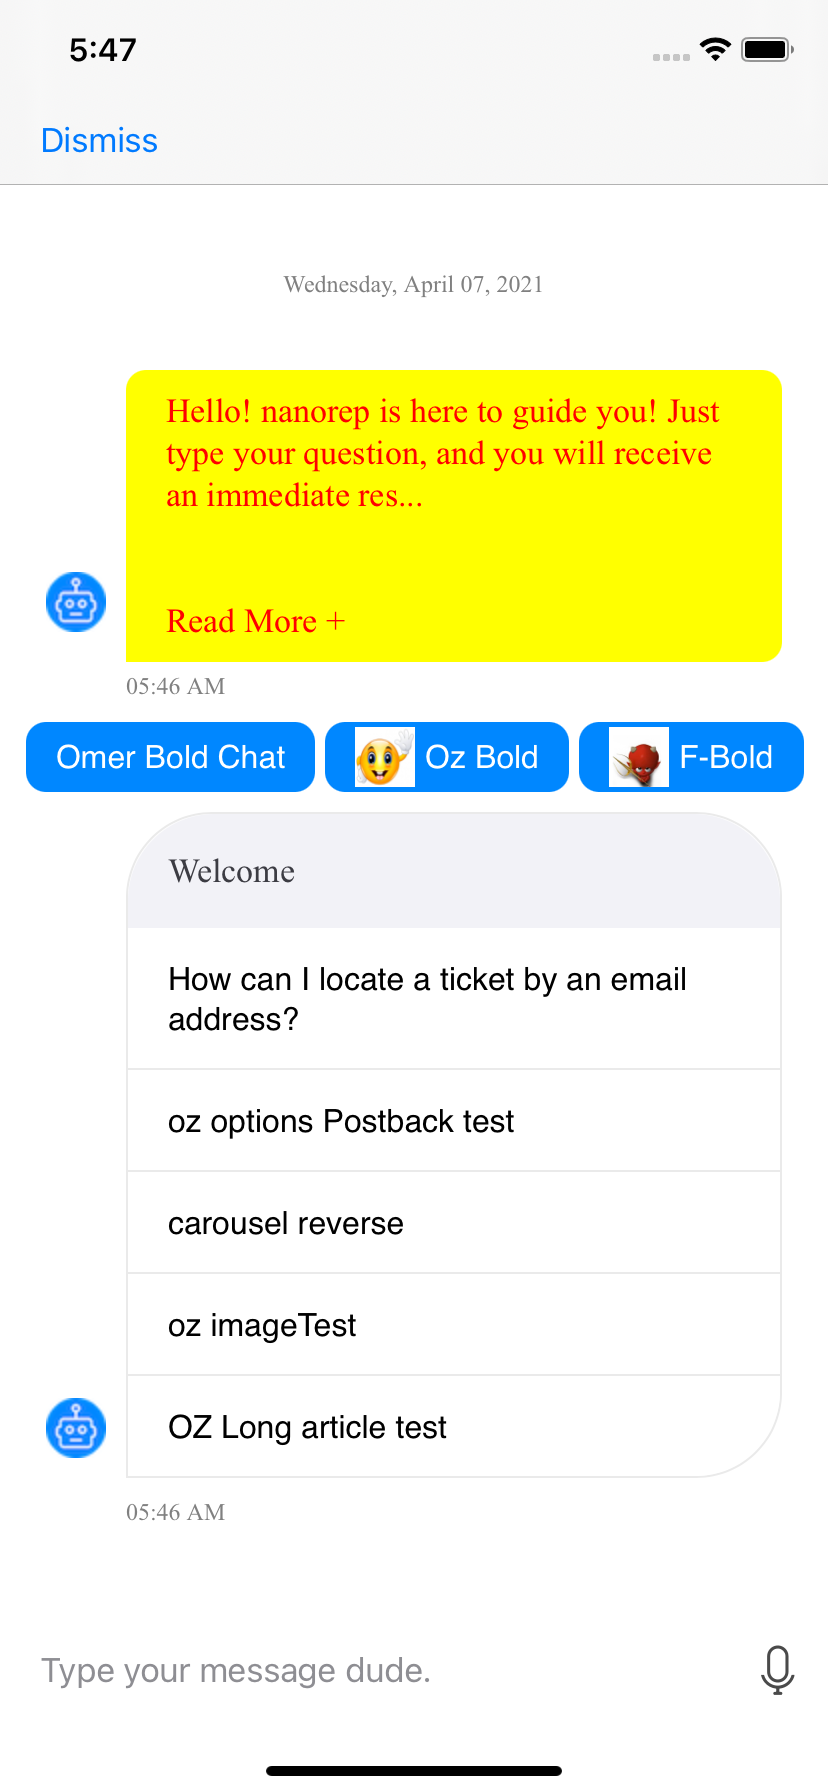 5:47
Dismiss
Wednesday, April 07, 2021
Hello! nanorep is here to guide you! Just
type your question, and you will receive
an immediate res...
Read More +
05:46 AM
Omer Bold Chat
Oz Bold
F-Bold
Welcome
How can I locate a ticket by an email
address?
oz options Postback test
carousel reverse
oz imageTest
OZ Long article test
05:46 AM
Type your message dude.